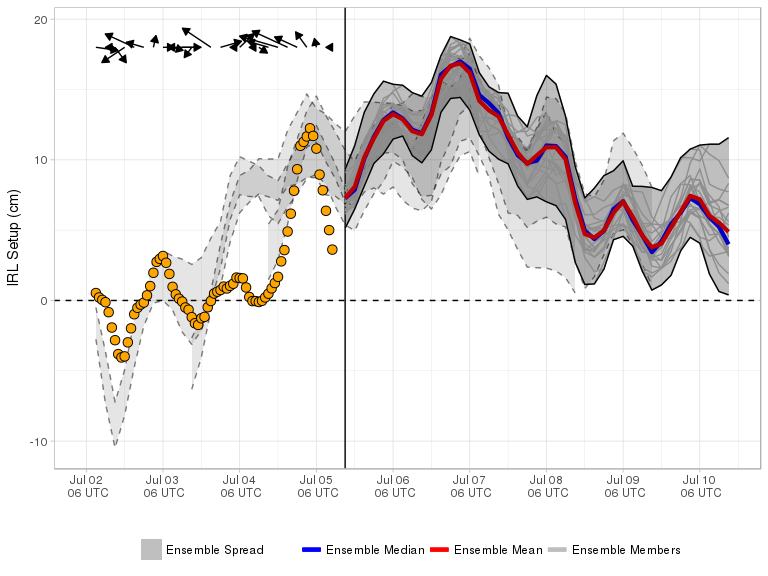 IRL Setup (cm)
20
10
0
-10
Jul 02 Jul 03 Jul 04 Jul 05 Jul 06 Jul 07 Jul 08 Jul 09 Jul 10
06 UTC 06 UTC 06 UTC 06 UTC 06 UTC 06 UTC 06 UTC 06 UTC 06 UTC
Ensemble Spread Ensemble Median Ensemble Mean Ensemble Members